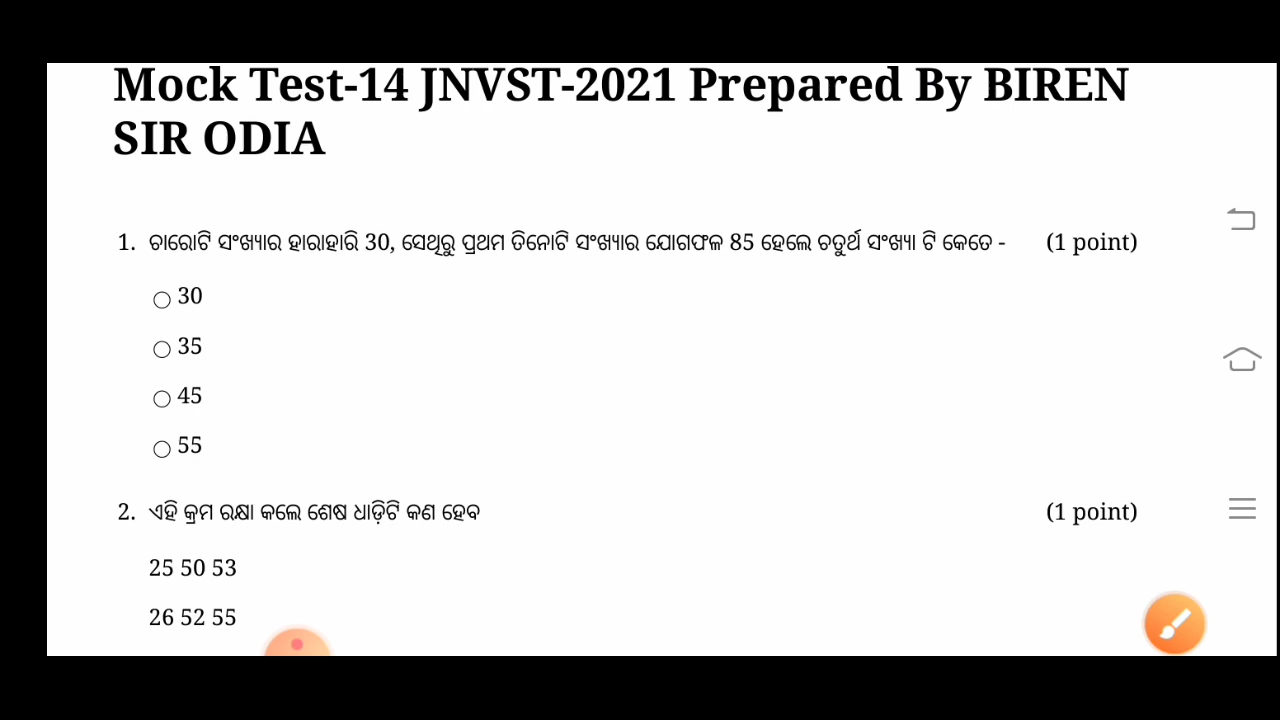 Mock Test-14 JNVST-2021 Prepared By BIREN
SIR ODIA
1. ଚାରୋଟି ସଂଖ୍ୟାର ହାରାହାରି 30, ସେଥିରୁ ପ୍ରଥମ ତିନୋଟି ସଂଖ୍ୟାର ଯୋଗଫଳ 85 ହେଲେ ଚତୁର୍ଥ ସଂଖ୍ୟା ଟି କେତେ - (1 point)
30
35
45
55
2. ଏହି କ୍ରମ ରକ୍ଷା କଲେ ଶେଷ ଧାଡ଼ିଟି କଣ ହେବ (1 point)
25 50 53
26 52 55